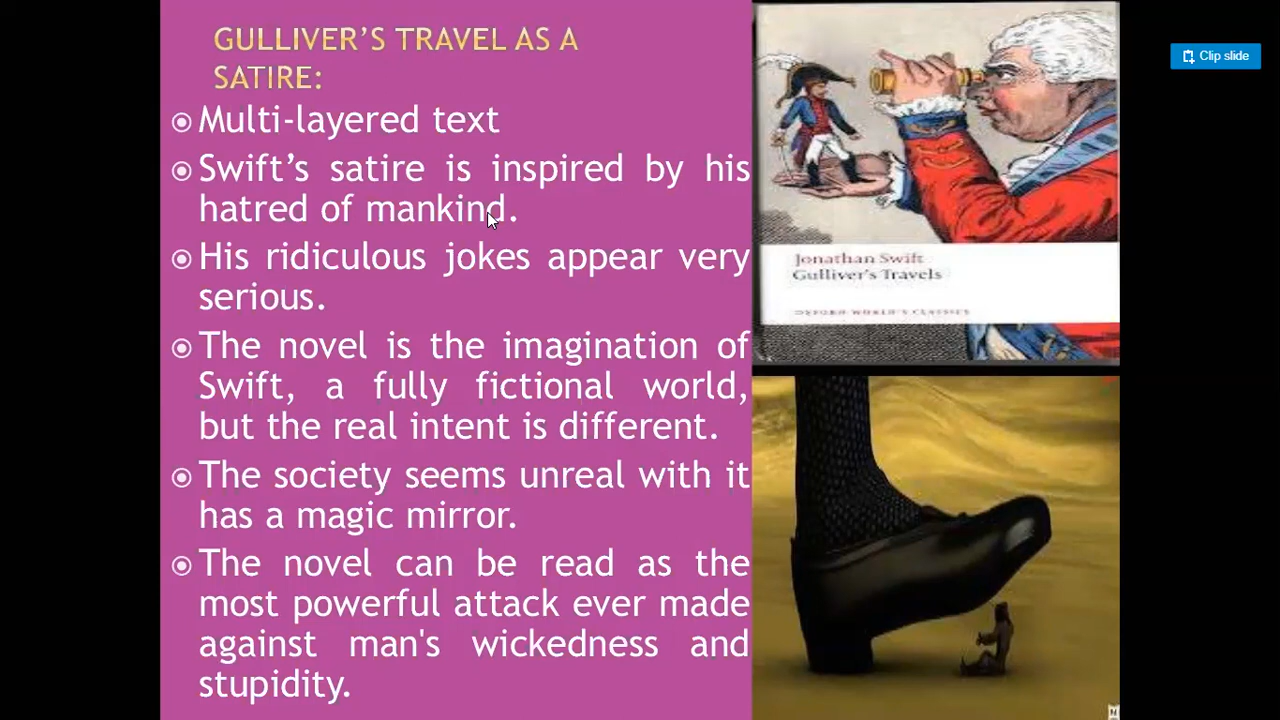 GULLIVER’S TRAVEL AS A
SATIRE:
Multi-layered text
Swift’s satire is inspired by his
hatred of mankind.
His ridiculous jokes appear very
serious.
The novel is the imagination of
Swift, a fully fictional world,
but the real intent is different.
The society seems unreal with it
has a magic mirror.
The novel can be read as the
most powerful attack ever made
against man's wickedness and
stupidity.
Jonathan Swift
Gulliver's Travels
OXFORD WORLD'S CLASSICS
Clip slide
N